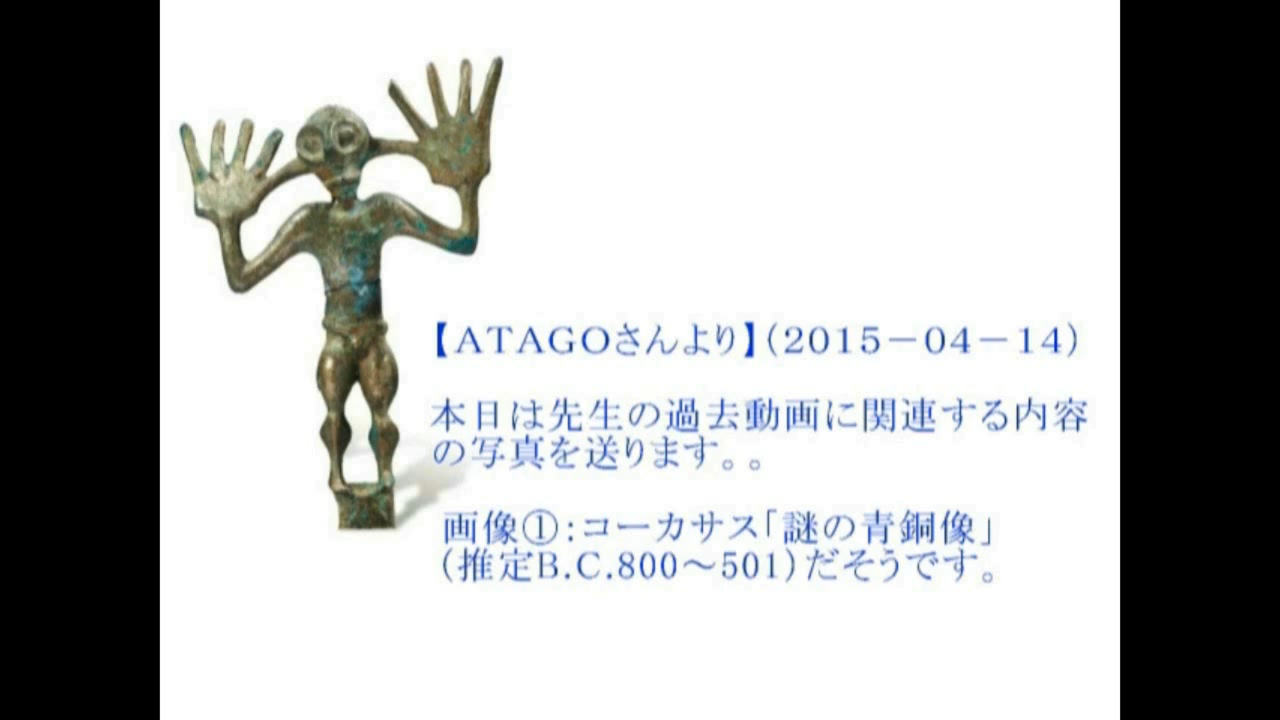 【ATAGOさんより】(2015-04-14)
本日は先生の過去動画に関連する内容
の写真を送ります。。
画像①:コーカサス「謎の青銅像」
(推定B.C.800~501)だそうです。